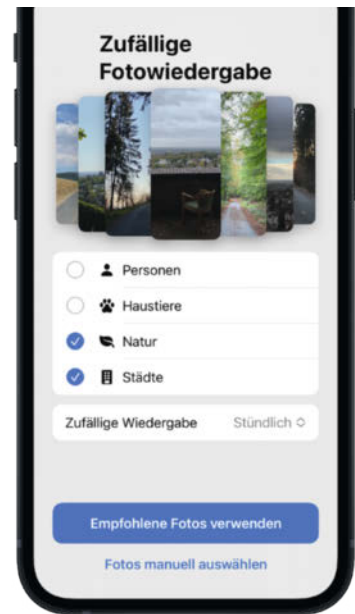 Zufällige
Fotowiedergabe
Personen
Haustiere
Natur
Städte
Zufällige Wiedergabe Stündlich
Empfohlene Fotos verwenden
Fotos manuell auswählen